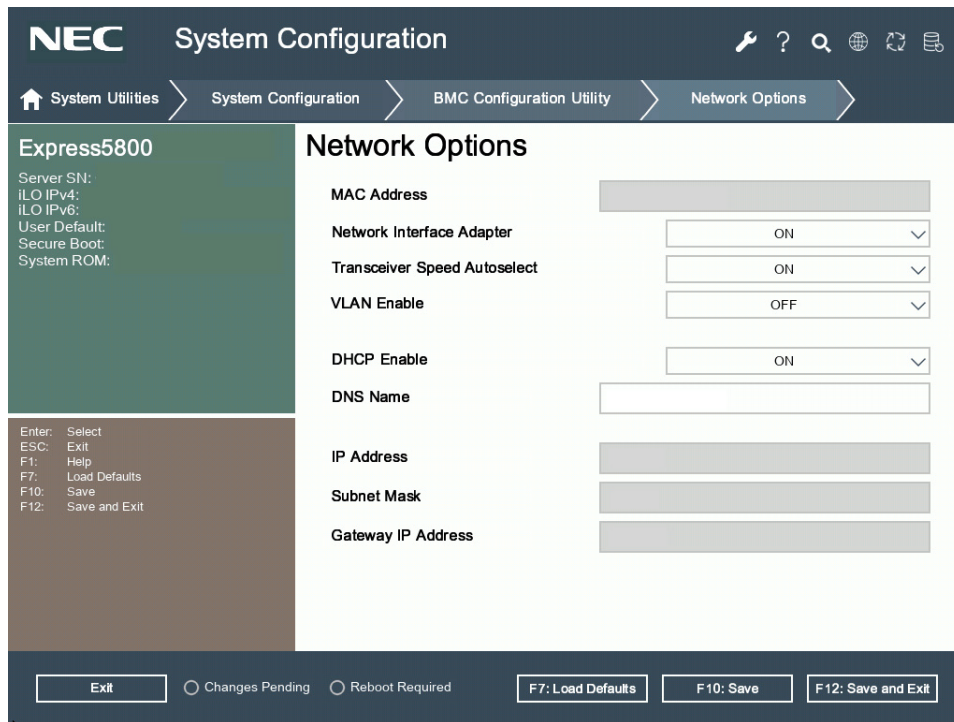 NEC System Configuration
System Utilities
System Configuration
BMC Configuration Utility
Network Options
Express5800
Server SN:
iLO IPv4:
iLO IPv6:
User Default:
Secure Boot:
System ROM:
Enter: Select
ESC: Exit
F1: Help
F7: Load Defaults
F10: Save
F12: Save and Exit
Network Options
MAC Address
Network Interface Adapter ON
Transceiver Speed Autoselect ON
VLAN Enable OFF
DHCP Enable ON
DNS Name
IP Address
Subnet Mask
Gateway IP Address
Exit
Changes Pending
Reboot Required
F7: Load Defaults
F10: Save
F12: Save and Exit